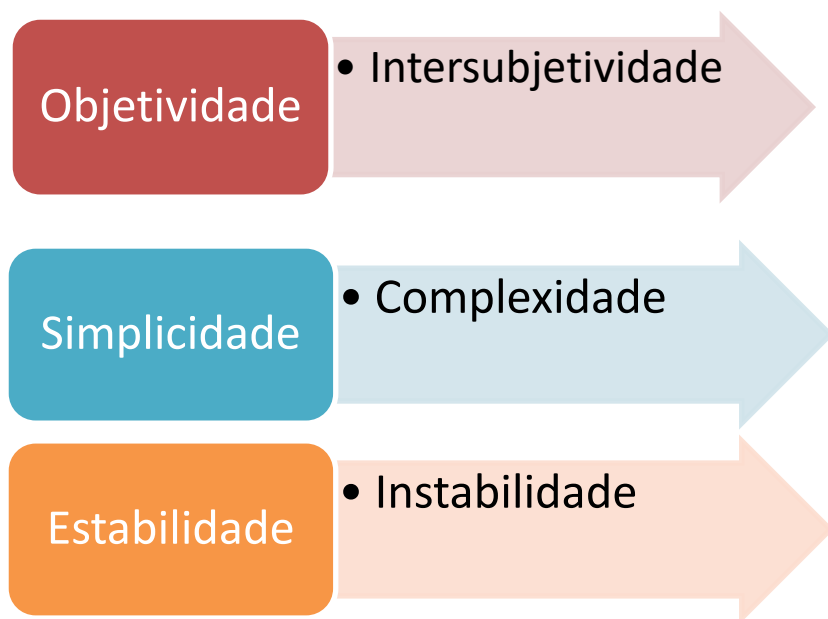 Objetividade
• Intersubjetividade
Simplicidade
• Complexidade
Estabilidade
• Instabilidade